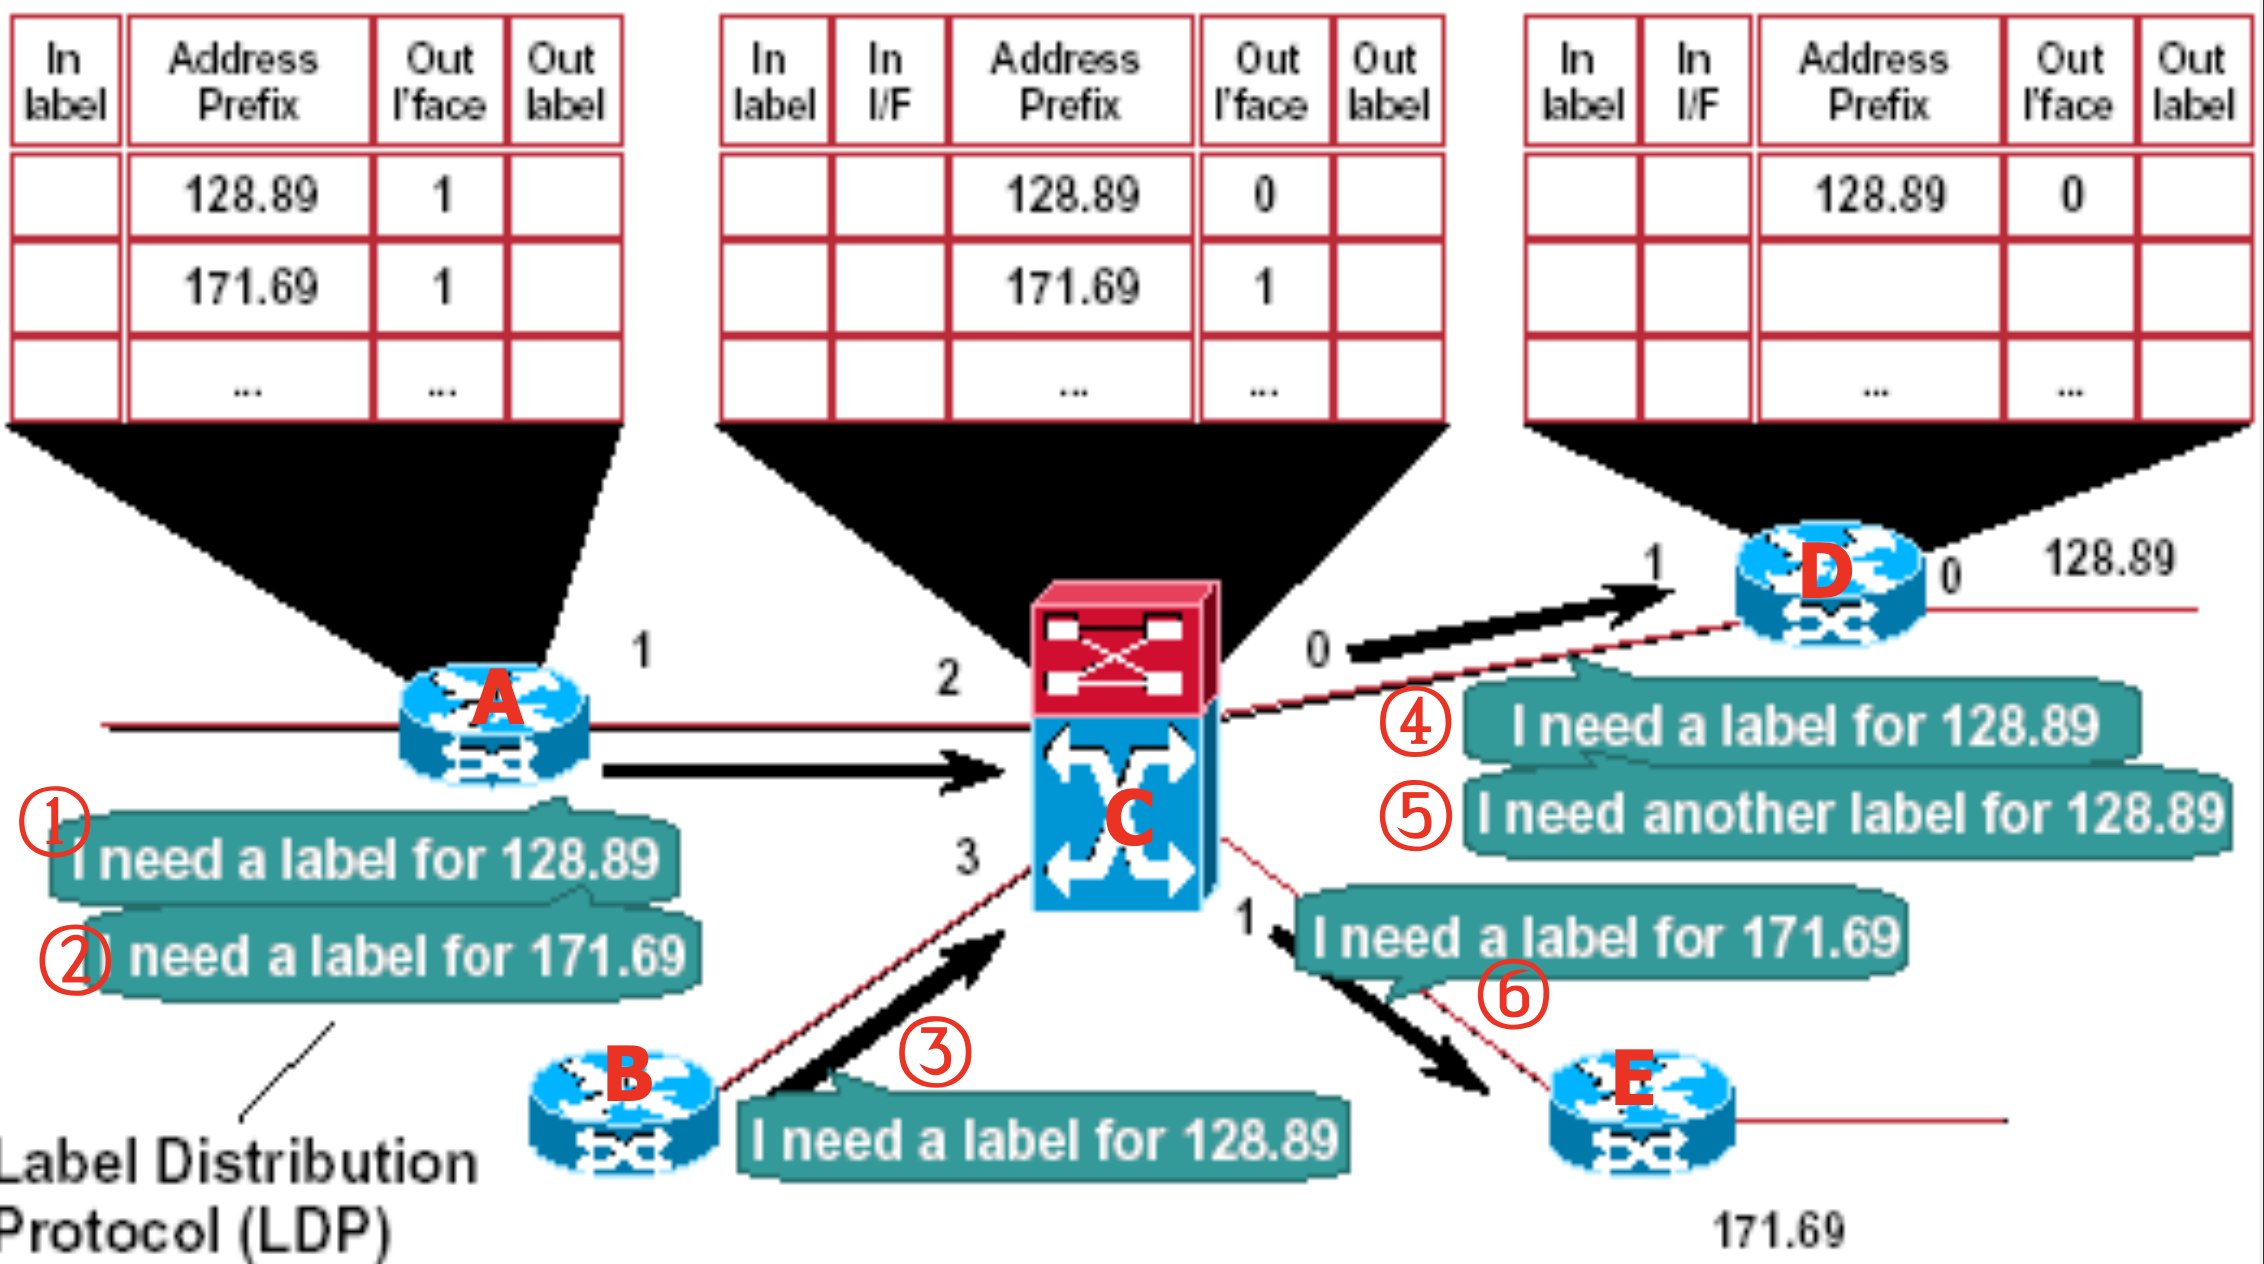 In label | Address Prefix | Out I'face | Out label
128.89 | 1
171.69 | 1
... | ...
In label | In I/F | Address Prefix | Out I'face | Out label
128.89 | 0
171.69 | 1
... | ...
In label | In I/F | Address Prefix | Out I'face | Out label
128.89 | 0
... | ...
A
1
2
3
C
0
1
D
0
128.89
① I need a label for 128.89
② I need a label for 171.69
④ I need a label for 128.89
⑤ I need another label for 128.89
1
I need a label for 171.69
⑥
B
③
I need a label for 128.89
E
171.69
Label Distribution
Protocol (LDP)